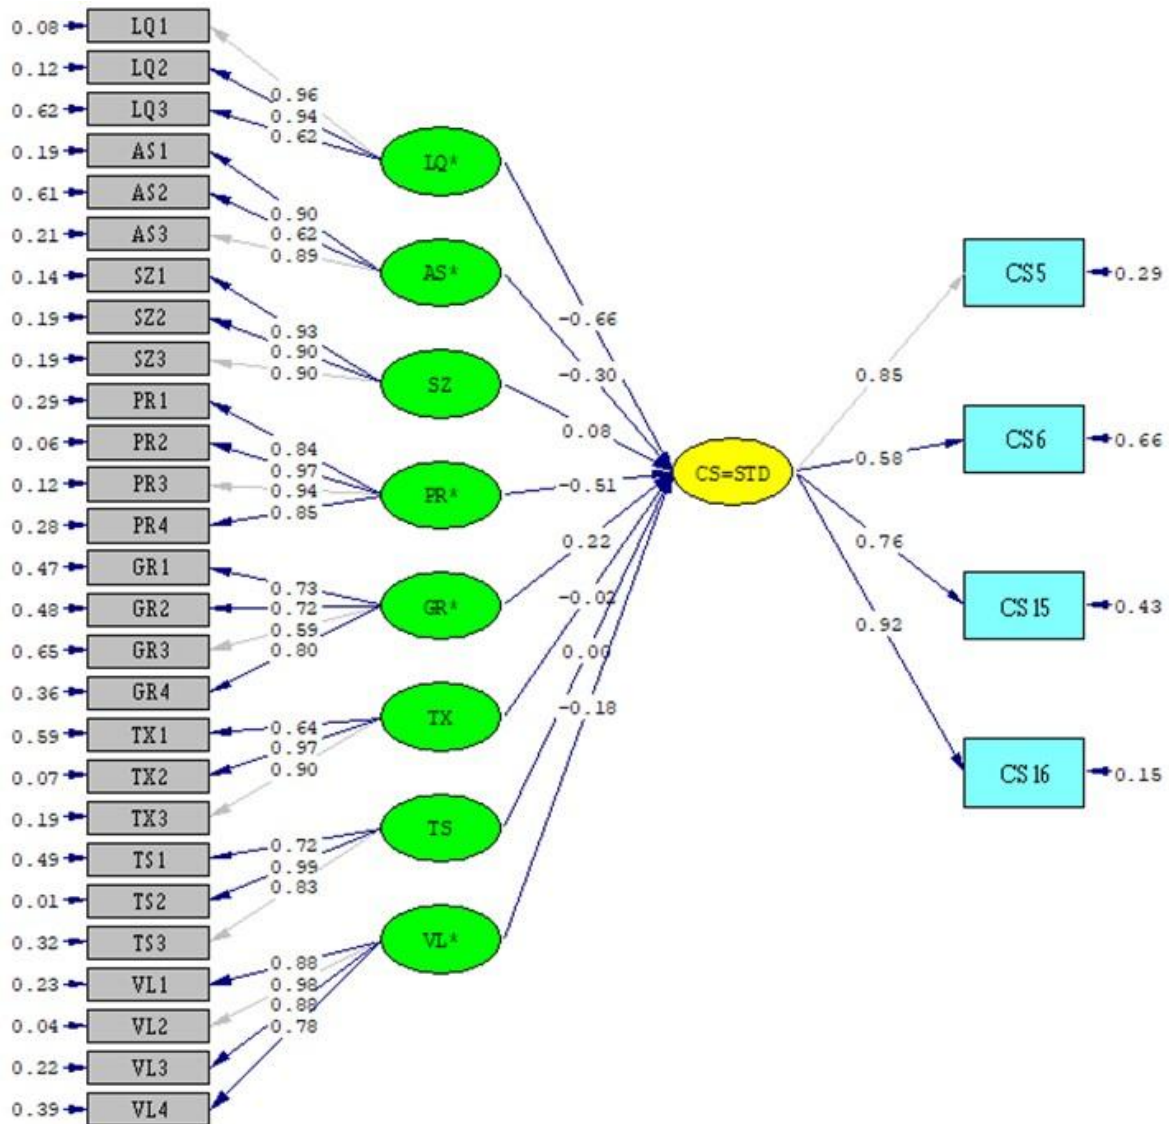 0.08 LQ1
0.12 LQ2
0.62 LQ3
0.19 AS1
0.61 AS2
0.21 AS3
0.14 SZ1
0.19 SZ2
0.19 SZ3
0.29 PR1
0.06 PR2
0.12 PR3
0.28 PR4
0.47 GR1
0.48 GR2
0.65 GR3
0.36 GR4
0.59 TX1
0.07 TX2
0.19 TX3
0.49 TS1
0.01 TS2
0.32 TS3
0.23 VL1
0.04 VL2
0.22 VL3
0.39 VL4
0.96
0.94
0.62
0.90
0.62
0.89
0.93
0.90
0.90
0.84
0.97
0.94
0.85
0.73
0.72
0.59
0.80
0.64
0.97
0.90
0.72
0.99
0.83
0.88
0.98
0.88
0.78
LQ*
AS*
SZ
PR*
GR*
TX
TS
VL*
-0.66
-0.30
0.08
-0.51
0.22
-0.02
-0.18
CS=STD
0.85
0.58
0.76
0.92
CS5 0.29
CS6 0.66
CS15 0.43
CS16 0.15